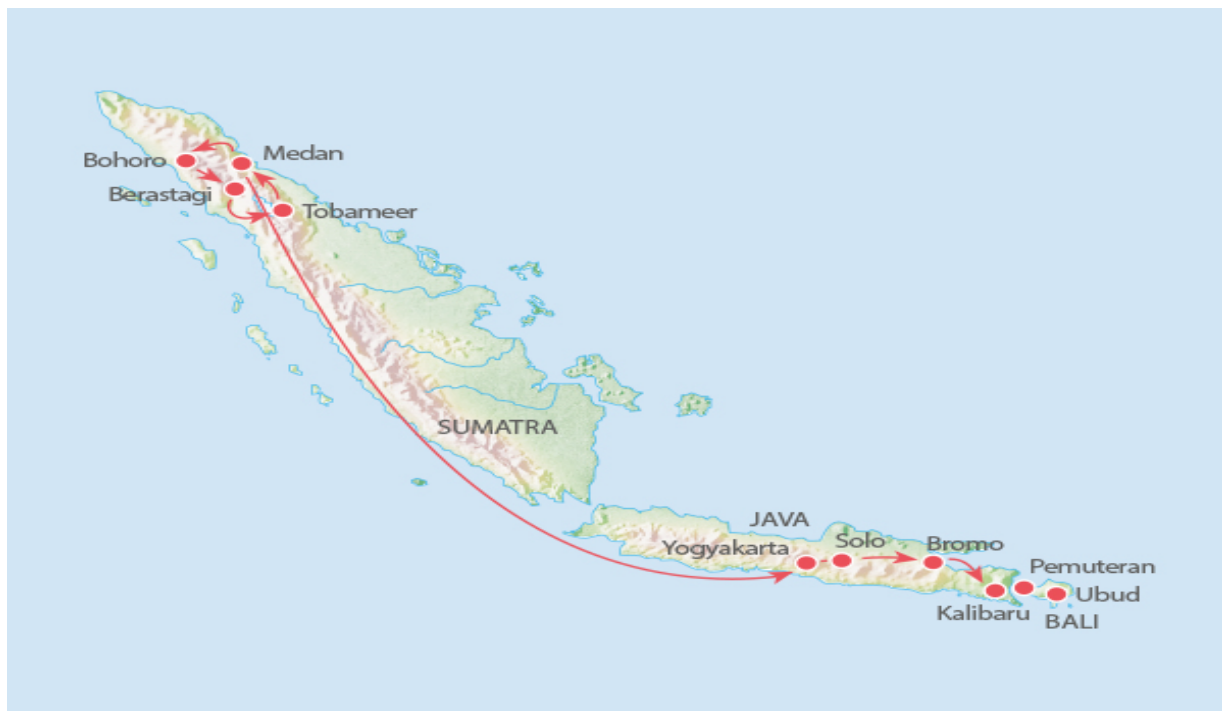 Medan
Bohoro
Berastagi
Tobameer
SUMATRA
JAVA
Yogyakarta
Solo
Bromo
Pemuteran
Ubud
Kalibaru
BALI